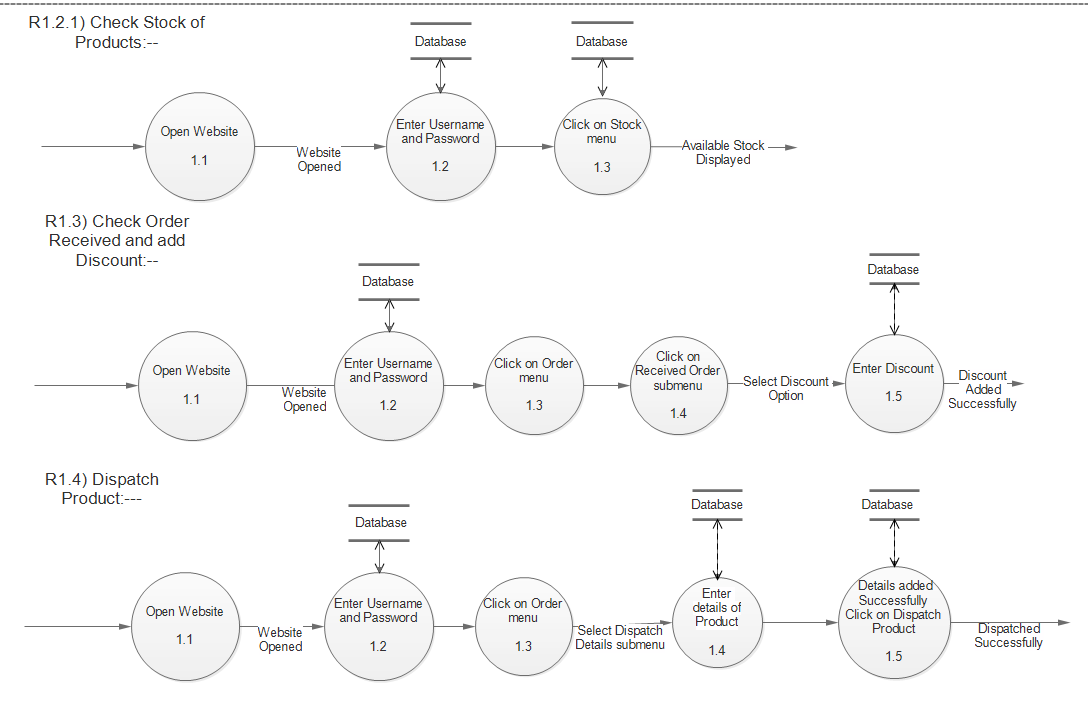 R1.2.1) Check Stock of
Products:--
Database
Database
Open Website
1.1
Website
Opened
Enter Username
and Password
1.2
Click on Stock
menu
1.3
Available Stock
Displayed
R1.3) Check Order
Received and add
Discount:--
Database
Database
Open Website
1.1
Website
Opened
Enter Username
and Password
1.2
Click on Order
menu
1.3
Click on
Received Order
submenu
1.4
Select Discount
Option
Enter Discount
1.5
Discount
Added
Successfully
R1.4) Dispatch
Product:---
Database
Database
Database
Open Website
1.1
Website
Opened
Enter Username
and Password
1.2
Click on Order
menu
1.3
Select Dispatch
Details submenu
Enter
details of
Product
1.4
Details added
Successfully
Click on Dispatch
Product
1.5
Dispatched
Successfully